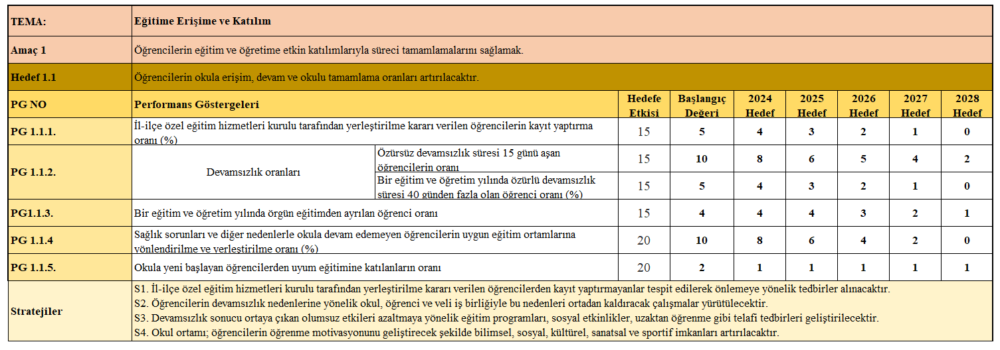 TEMA: Eğitime Erişime ve Katılım
Amaç 1 Öğrencilerin eğitim ve öğretime etkin katılımlarıyla süreci tamamlamalarını sağlamak.
Hedef 1.1 Öğrencilerin okula erişim, devam ve okulu tamamlama oranları artırılacaktır.
PG NO Performans Göstergeleri Hedefe Etkisi Başlangıç Değeri 2024 Hedef 2025 Hedef 2026 Hedef 2027 Hedef 2028 Hedef
PG 1.1.1. İl-ilçe özel eğitim hizmetleri kurulu tarafından yerleştirilme kararı verilen öğrencilerin kayıt yaptırma
oranı (%) 15 5 4 3 2 1 0
PG 1.1.2. Devamsızlık oranları
Özürsüz devamsızlık süresi 15 günü aşan
öğrencilerin oranı 15 10 8 6 5 4 2
Bir eğitim ve öğretim yılında özürlü devamsızlık
süresi 40 günden fazla olan öğrenci oranı (%) 15 5 4 3 2 1 0
PG1.1.3. Bir eğitim ve öğretim yılında örgün eğitimden ayrılan öğrenci oranı 15 4 4 4 3 2 1
PG 1.1.4 Sağlık sorunları ve diğer nedenlerle okula devam edemeyen öğrencilerin uygun eğitim ortamlarına
yönlendirilme ve yerleştirilme oranı (%) 20 10 8 6 4 2 0
PG 1.1.5. Okula yeni başlayan öğrencilerden uyum eğitimine katılanların oranı 20 2 1 1 1 1 1
Stratejiler
S1. İl-ilçe özel eğitim hizmetleri kurulu tarafından yerleştirilme kararı verilen öğrencilerden kayıt yaptırmayanlar tespit edilerek önlemeye yönelik tedbirler alınacaktır.
S2. Öğrencilerin devamsızlık nedenlerine yönelik okul, öğrenci ve veli iş birliğiyle bu nedenleri ortadan kaldıracak çalışmalar yürütülecektir.
S3. Devamsızlık sonucu ortaya çıkan olumsuz etkileri azaltmaya yönelik eğitim programları, sosyal etkinlikler, uzaktan öğrenme gibi telafi tedbirleri geliştirilecektir.
S4. Okul ortamı; öğrencilerin öğrenme motivasyonunu geliştirecek şekilde bilimsel, sosyal, kültürel, sanatsal ve sportif imkanları artırılacaktır.